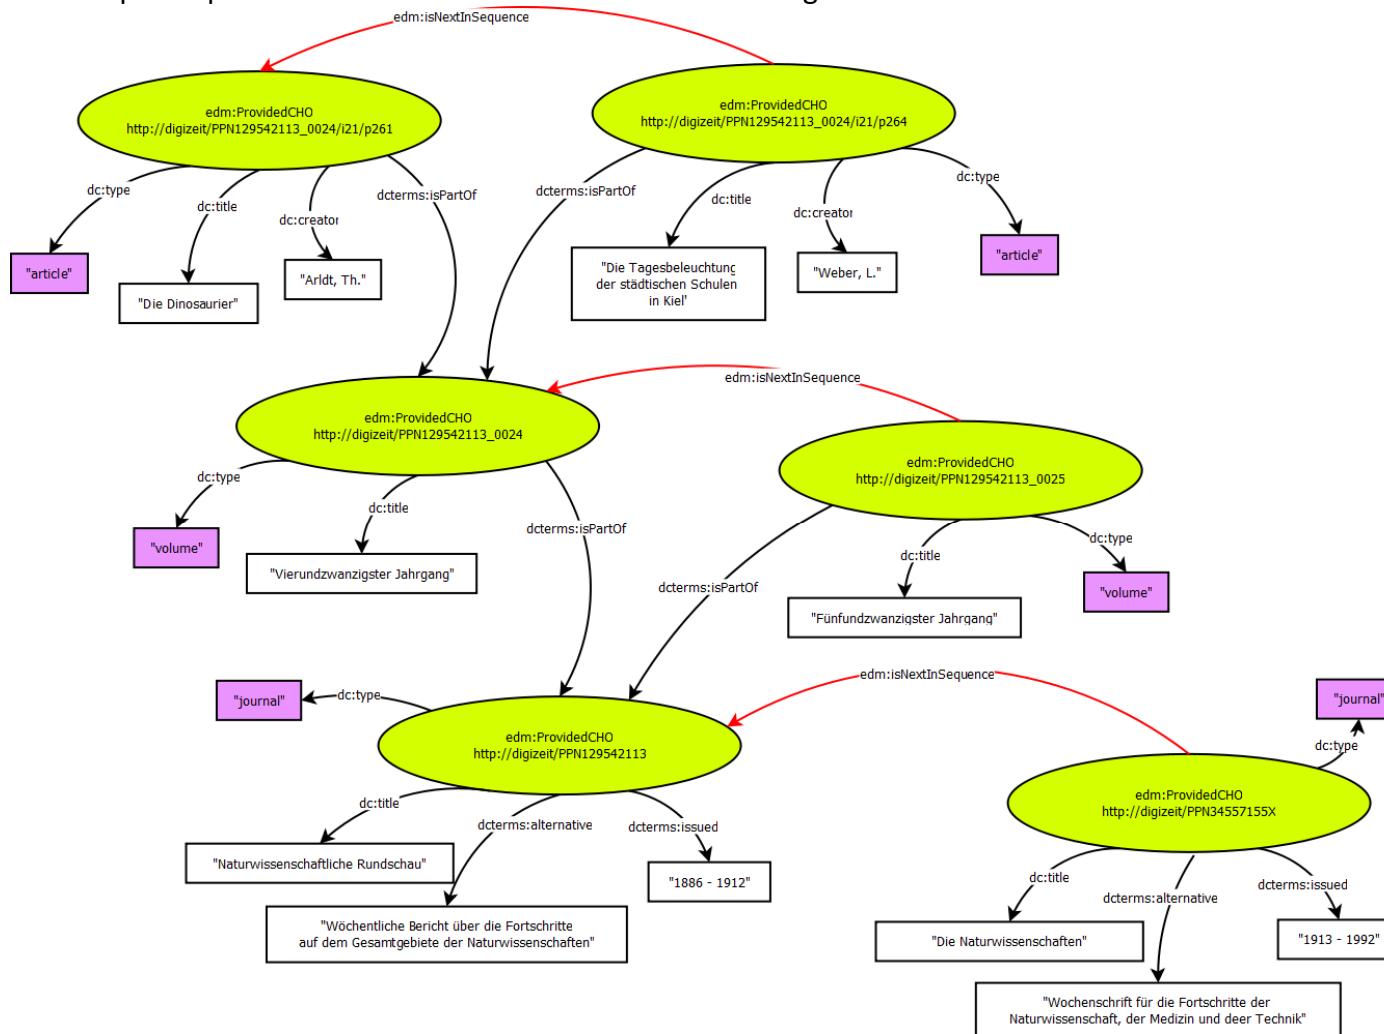 edm:isNextInSequence
edm:ProvidedCHO
http://digizeit/PPN129542113_0024/i21/p261
edm:ProvidedCHO
http://digizeit/PPN129542113_0024/i21/p264
dc:type
dc:title
dc:creator
dcterms:isPartOf
dcterms:isPartOf
dc:title
dc:creator
dc:type
"article"
"Die Dinosaurier"
"Arldt, Th."
"Die Tagesbeleuchtung
der städtischen Schulen
in Kiel'
"Weber, L."
"article"
edm:isNextInSequence
edm:ProvidedCHO
http://digizeit/PPN129542113_0024
edm:ProvidedCHO
http://digizeit/PPN129542113_0025
dc:type
dc:title
dcterms:isPartOf
dcterms:isPartOf
dc:title
dc:type
"volume"
"Vierundzwanzigster Jahrgang"
"Fünfundzwanzigster Jahrgang"
"volume"
edm:isNextInSequence
"journal"
dc:type
"journal"
dc:type
edm:ProvidedCHO
http://digizeit/PPN129542113
edm:ProvidedCHO
http://digizeit/PPN34557155X
dc:title
dcterms:alternative
dcterms:issued
"Naturwissenschaftliche Rundschau"
"1886 - 1912"
"Wöchentliche Bericht über die Fortschritte
auf dem Gesamtgebiete der Naturwissenschaften"
dc:title
dcterms:alternative
dcterms:issued
"Die Naturwissenschaften"
"1913 - 1992"
"Wochenschrift für die Fortschritte der
Naturwissenschaft, der Medizin und deer Technik"